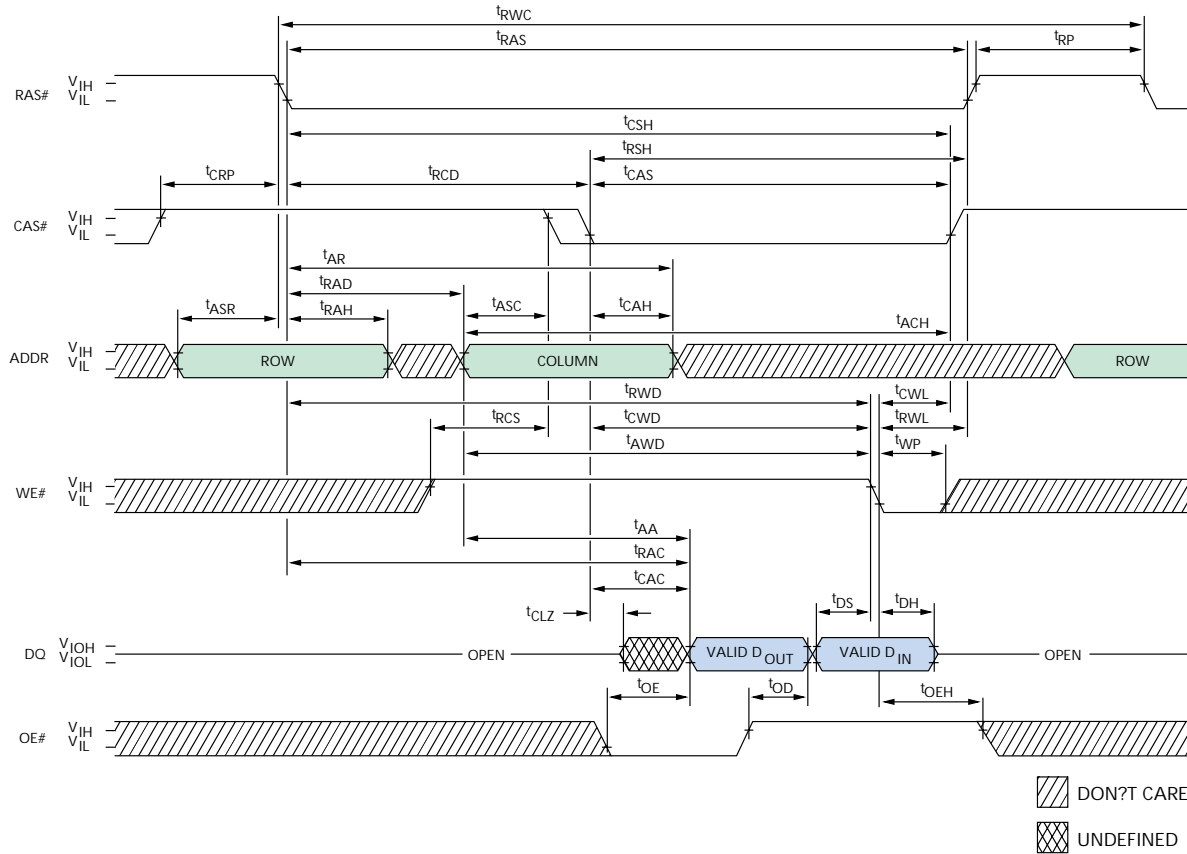 tRWC
tRAS
tRP
RAS#
VIH
VIL
tCSH
tRSH
tCRP
tRCD
tCAS
CAS#
VIH
VIL
tAR
tRAD
tASR
tRAH
tASC
tCAH
tACH
ADDR
VIH
VIL
ROW
COLUMN
ROW
tRWD
tCWL
tRCS
tCWD
tRWL
tAWD
tWP
WE#
VIH
VIL
tAA
tRAC
tCAC
tCLZ
tDS
tDH
DQ
VIOH
VIOL
OPEN
VALID DOUT
VALID DIN
OPEN
tOE
tOD
tOEH
OE#
VIH
VIL
DON?T CARE
UNDEFINED